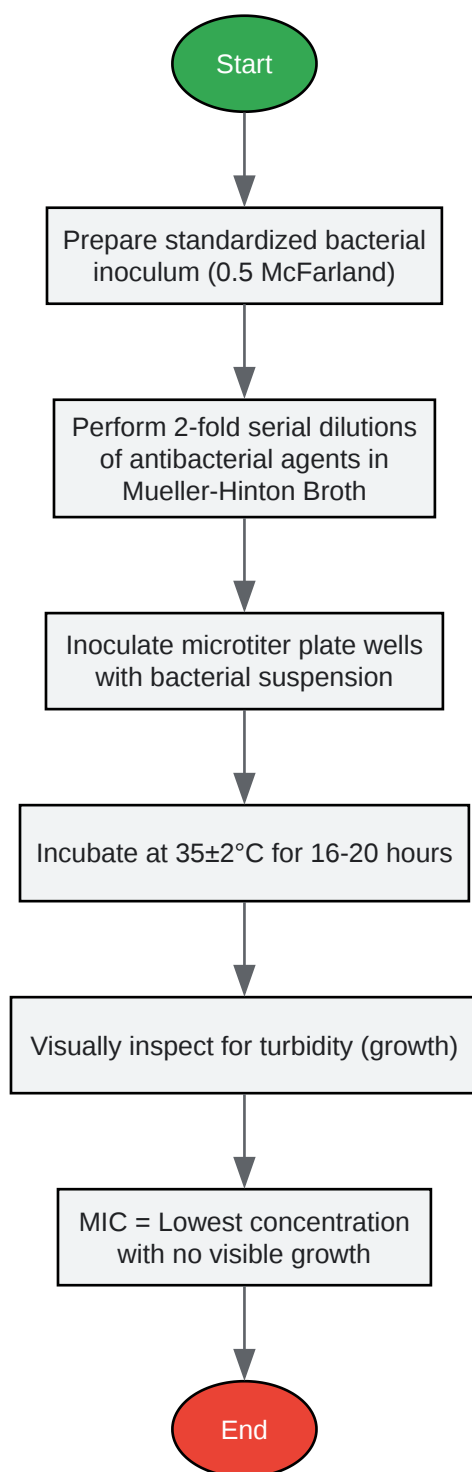 Start
Prepare standardized bacterial
inoculum (0.5 McFarland)
Perform 2-fold serial dilutions
of antibacterial agents in
Mueller-Hinton Broth
Inoculate microtiter plate wells
with bacterial suspension
Incubate at 35±2°C for 16-20 hours
Visually inspect for turbidity (growth)
MIC = Lowest concentration
with no visible growth
End